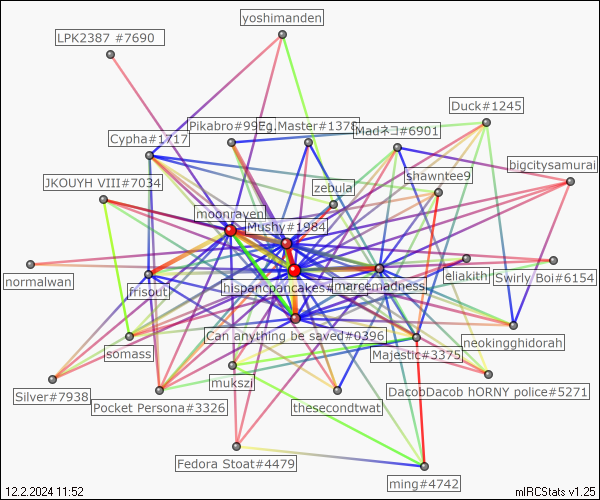 yoshimanden
LPK2387 #7690
Duck#1245
Pikabro#99
Eg
Master#1378
Madネコ#6901
Cypha#1717
bigcitysamurai
shawntee9
JKOUYH VIII#7034
zebula
moonraven
Mushy#1984
normalwan
frisout
hispancpancakes#
marcemadness
eliakith
Swirly Boi#6154
Can anything be saved#0396
neokingghidorah
somass
Majestic#3375
mukszi
Silver#7938
DacobDacob hORNY police#5271
Pocket Persona#3326
thesecondtwat
Fedora Stoat#4479
ming#4742
12.2.2024 11:52
mIRCStats v1.25